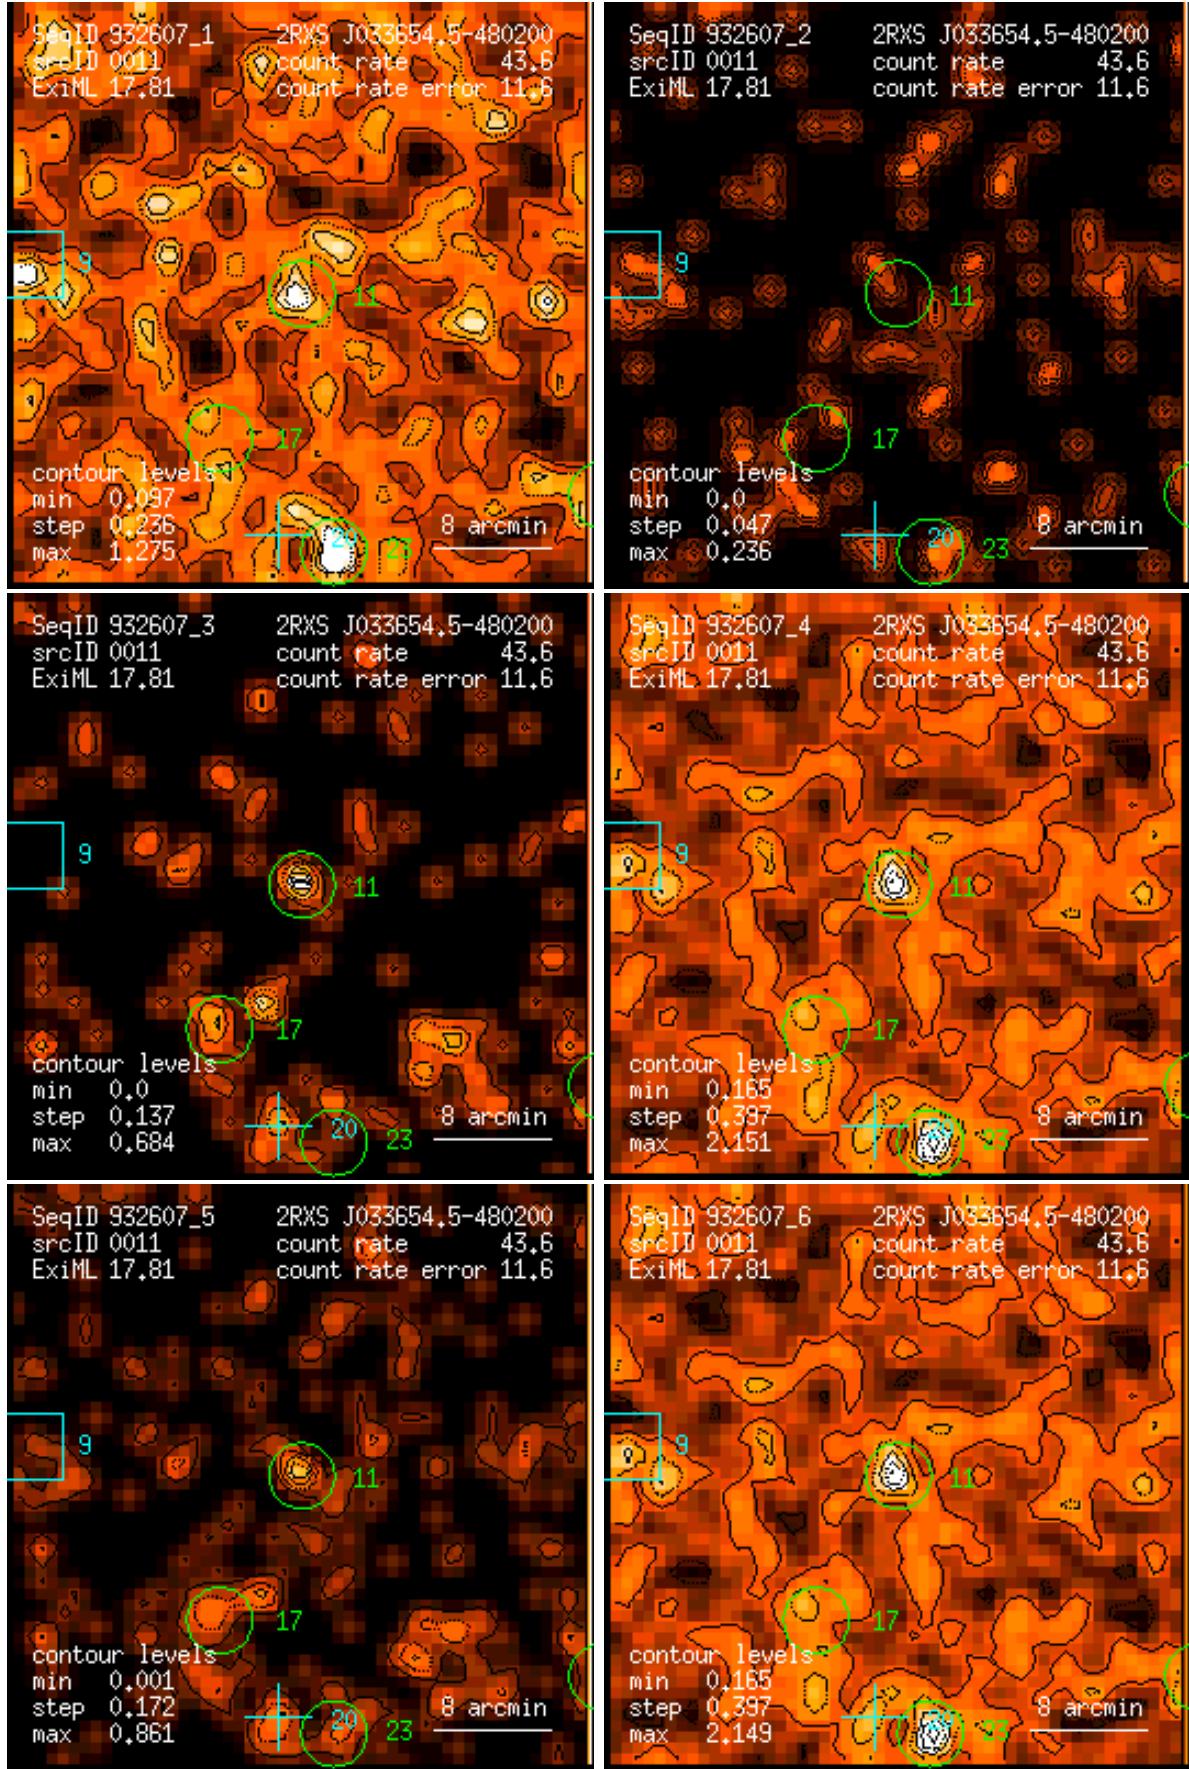 SeqID 932607_1 2RXS J033654.5-480200
srcID 0011 count rate 43.6
ExiML 17.81 count rate error 11.6
9
11
17
contour levels
min 0.097
step 0.236 8 arcmin
max 1.275 20 23
SeqID 932607_2 2RXS J033654.5-480200
srcID 0011 count rate 43.6
ExiML 17.81 count rate error 11.6
9
11
17
contour levels
min 0.0
step 0.047 8 arcmin
max 0.236 20 23
SeqID 932607_3 2RXS J033654.5-480200
srcID 0011 count rate 43.6
ExiML 17.81 count rate error 11.6
9
11
17
contour levels
min 0.0
step 0.137 8 arcmin
max 0.684 20 23
SeqID 932607_4 2RXS J033654.5-480200
srcID 0011 count rate 43.6
ExiML 17.81 count rate error 11.6
9
11
17
contour levels
min 0.165
step 0.397 8 arcmin
max 2.151 20 23
SeqID 932607_5 2RXS J033654.5-480200
srcID 0011 count rate 43.6
ExiML 17.81 count rate error 11.6
9
11
17
contour levels
min 0.001
step 0.172 8 arcmin
max 0.861 20 23
SeqID 932607_6 2RXS J033654.5-480200
srcID 0011 count rate 43.6
ExiML 17.81 count rate error 11.6
9
11
17
contour levels
min 0.165
step 0.397 8 arcmin
max 2.149 20 23